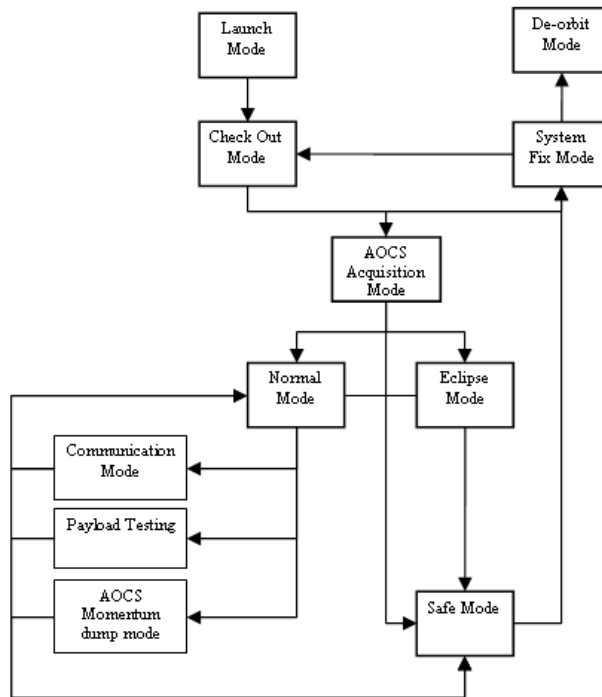 Launch
Mode
De-orbit
Mode
Check Out
Mode
System
Fix Mode
AOCS
Acquisition
Mode
Normal
Mode
Eclipse
Mode
Communication
Mode
Payload Testing
AOCS
Momentum
dump mode
Safe Mode